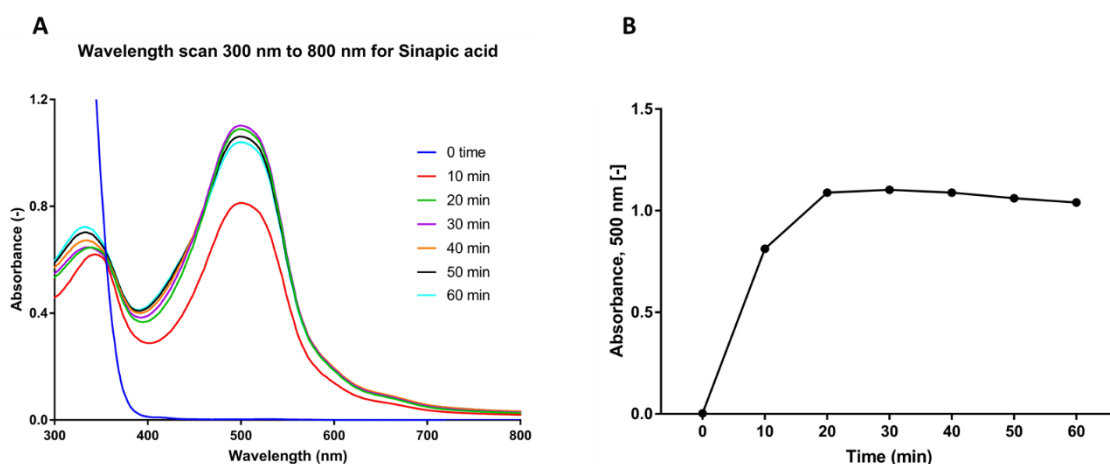 A
Wavelength scan 300 nm to 800 nm for Sinapic acid
1.2
0.8
0.4
0.0
Absorbance (-)
300
400
500
600
700
800
Wavelength (nm)
0 time
10 min
20 min
30 min
40 min
50 min
60 min
B
1.5
1.0
0.5
0.0
Absorbance, 500 nm [-]
0
10
20
30
40
50
60
Time (min)